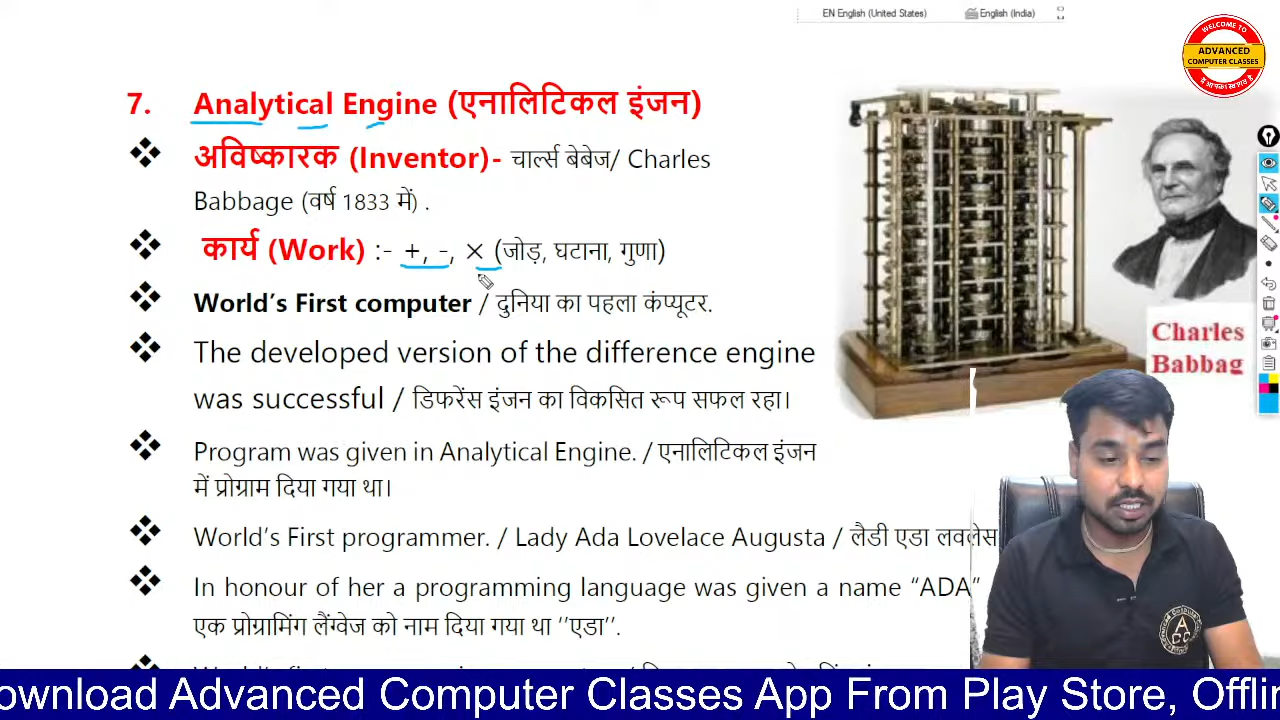 EN English (United States) English (India)
WELCOME TO
ADVANCED
COMPUTER CLASSES
7. Analytical Engine (एनालिटिकल इंजन)
अविष्कारक (Inventor)- चार्ल्स बेबेज/ Charles
Babbage (वर्ष 1833 में) .
कार्य (Work) :- +, -, × (जोड़, घटाना, गुणा)
World's First computer / दुनिया का पहला कंप्यूटर.
The developed version of the difference engine
was successful / डिफरेंस इंजन का विकसित रूप सफल रहा।
Charles
Babbag
Program was given in Analytical Engine. / एनालिटिकल इंजन
में प्रोग्राम दिया गया था।
World's First programmer. / Lady Ada Lovelace Augusta / लैडी एडा लवलेस
In honour of her a programming language was given a name “ADA”
एक प्रोग्रामिंग लैंग्वेज को नाम दिया गया था ''एडा''.
A
C C
ownload Advanced Computer Classes App From Play Store, Offlin